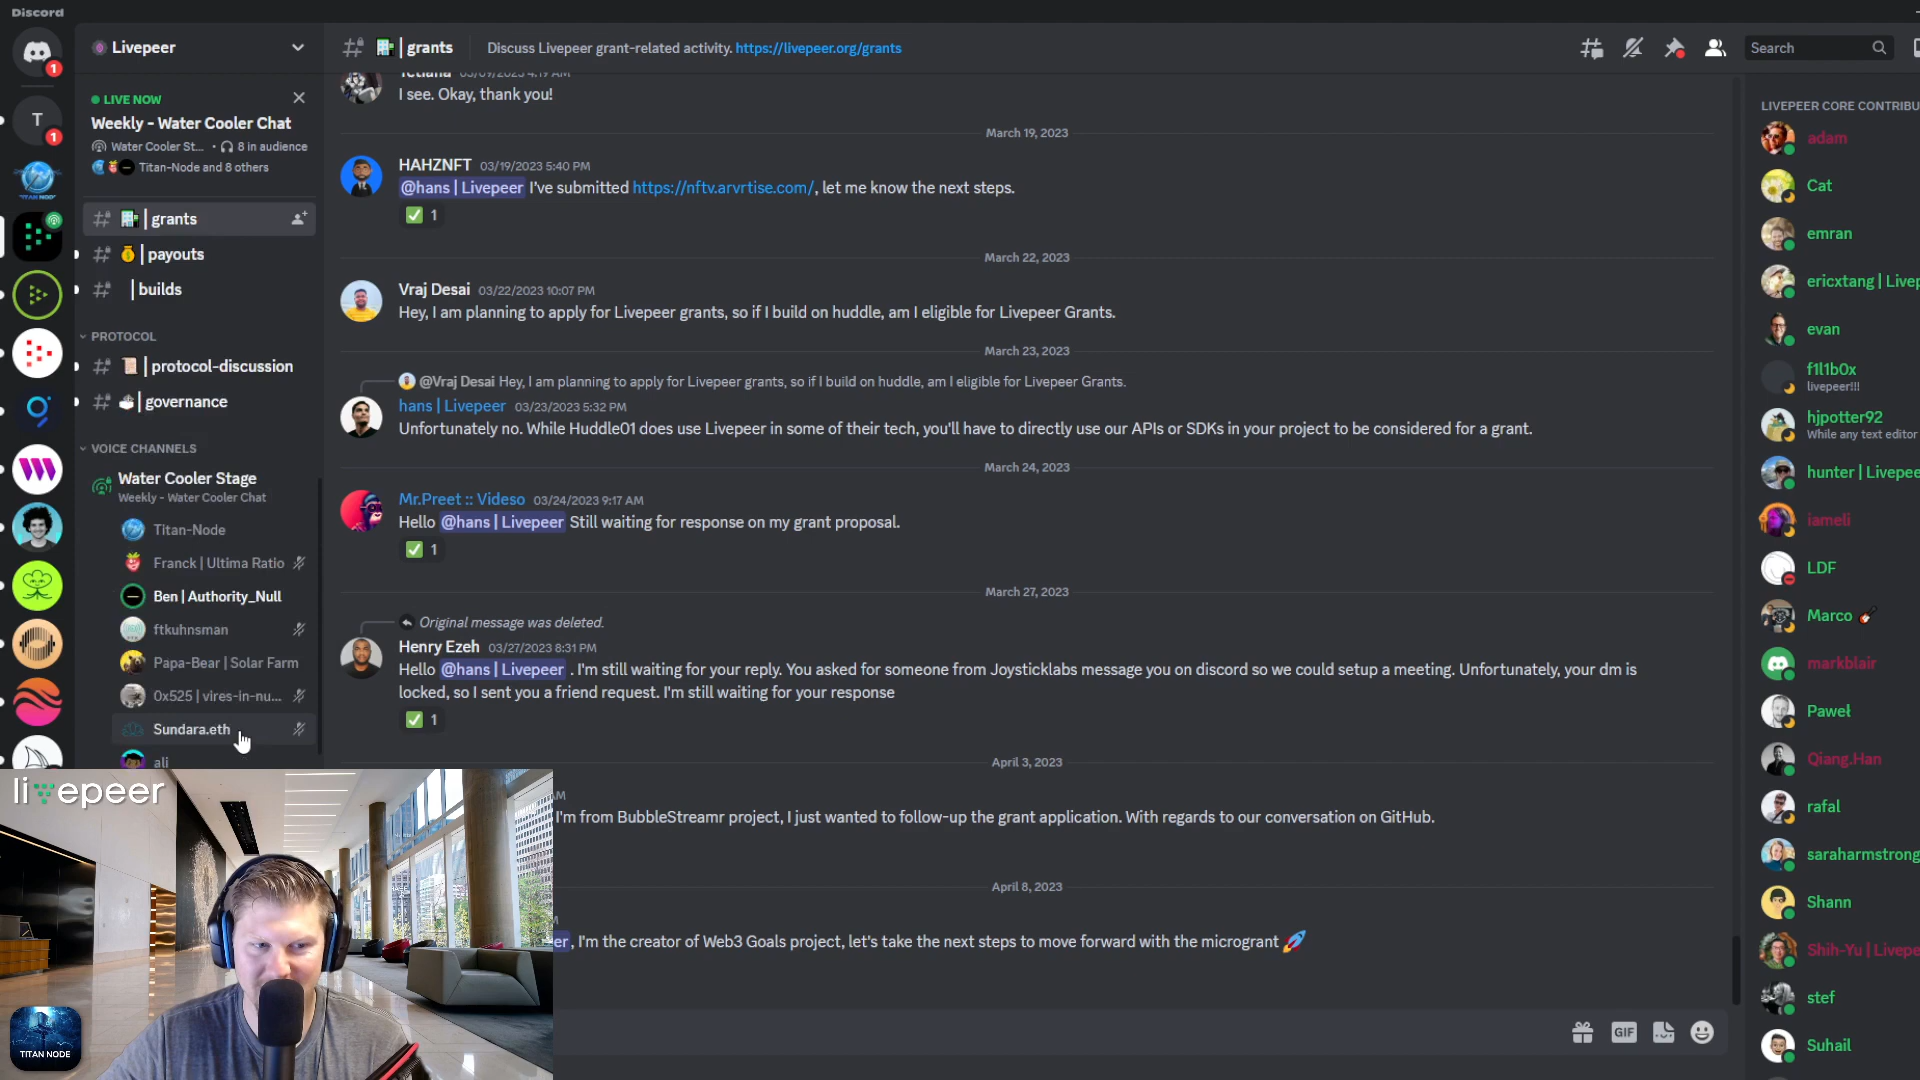 Discord
Livepeer
LIVE NOW
Weekly - Water Cooler Chat
Water Cooler St... • 8 in audience
Titan-Node and 8 others
| grants
| payouts
| builds
PROTOCOL
| protocol-discussion
| governance
VOICE CHANNELS
Water Cooler Stage
Weekly - Water Cooler Chat
Titan-Node
Franck | Ultima Ratio
Ben | Authority_Null
ftkuhnsman
Papa-Bear | Solar Farm
0x525 | vires-in-nu...
Sundara.eth
ali
1
T
1
TITAN NODE
| grants
Discuss Livepeer grant-related activity. https://livepeer.org/grants
Search
Tetiana 03/09/2023 4:19 AM
I see. Okay, thank you!
March 19, 2023
HAHZNFT 03/19/2023 5:40 PM
@hans | Livepeer I've submitted https://nftv.arvrtise.com/, let me know the next steps.
✅ 1
March 22, 2023
Vraj Desai 03/22/2023 10:07 PM
Hey, I am planning to apply for Livepeer grants, so if I build on huddle, am I eligible for Livepeer Grants.
March 23, 2023
@Vraj Desai Hey, I am planning to apply for Livepeer grants, so if I build on huddle, am I eligible for Livepeer Grants.
hans | Livepeer 03/23/2023 5:32 PM
Unfortunately no. While Huddle01 does use Livepeer in some of their tech, you'll have to directly use our APIs or SDKs in your project to be considered for a grant.
March 24, 2023
Mr.Preet :: Videso 03/24/2023 9:17 AM
Hello @hans | Livepeer Still waiting for response on my grant proposal.
✅ 1
March 27, 2023
Original message was deleted.
Henry Ezeh 03/27/2023 8:31 PM
Hello @hans | Livepeer . I'm still waiting for your reply. You asked for someone from Joysticklabs message you on discord so we could setup a meeting. Unfortunately, your dm is
locked, so I sent you a friend request. I'm still waiting for your response
✅ 1
April 3, 2023
I'm from BubbleStreamr project, I just wanted to follow-up the grant application. With regards to our conversation on GitHub.
April 8, 2023
er , I'm the creator of Web3 Goals project, let's take the next steps to move forward with the microgrant 🚀
GIF
LIVEPEER CORE CONTRIBU
adam
Cat
emran
ericxtang | Livep
evan
f1l1b0x
livepeer!!!
hjpotter92
While any text editor
hunter | Livepee
iameli
LDF
Marco 🎸
markblair
Paweł
Qiang.Han
rafal
saraharmstrong
Shann
Shih-Yu | Livepe
stef
Suhail
livepeer
TITAN NODE